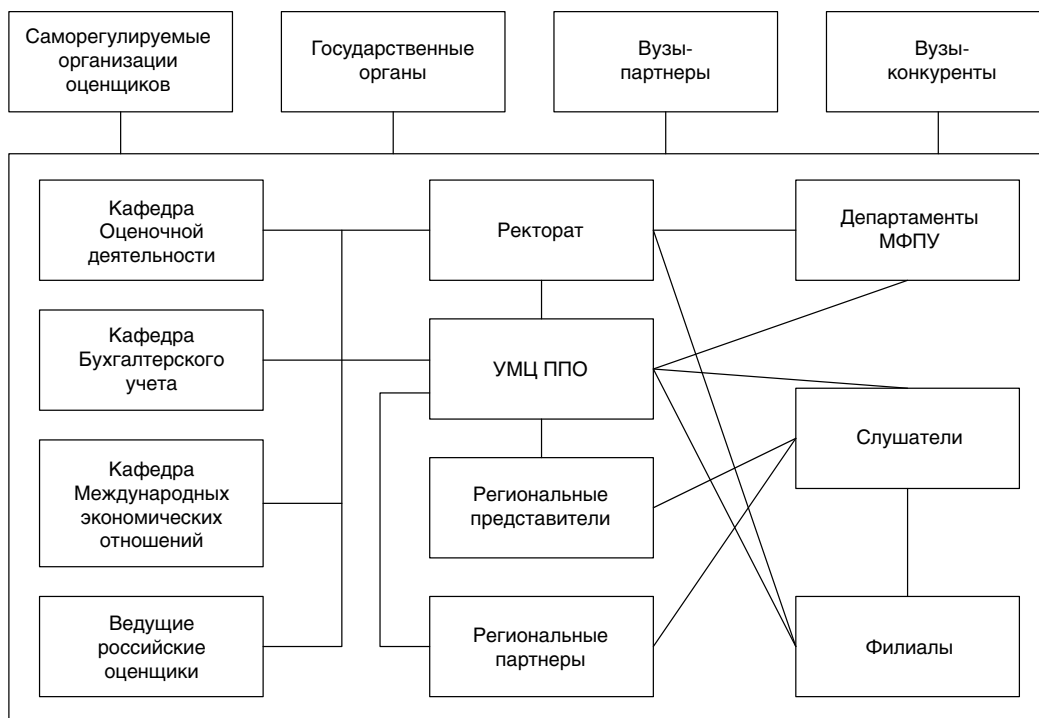 Саморегулируемые
организации
оценщиков
Государственные
органы
Вузы-
партнеры
Вузы-
конкуренты
Кафедра
Оценочной
деятельности
Ректорат
Департаменты
МФПУ
Кафедра
Бухгалтерского
учета
УМЦ ППО
Слушатели
Кафедра
Международных
экономических
отношений
Региональные
представители
Ведущие
российские
оценщики
Региональные
партнеры
Филиалы